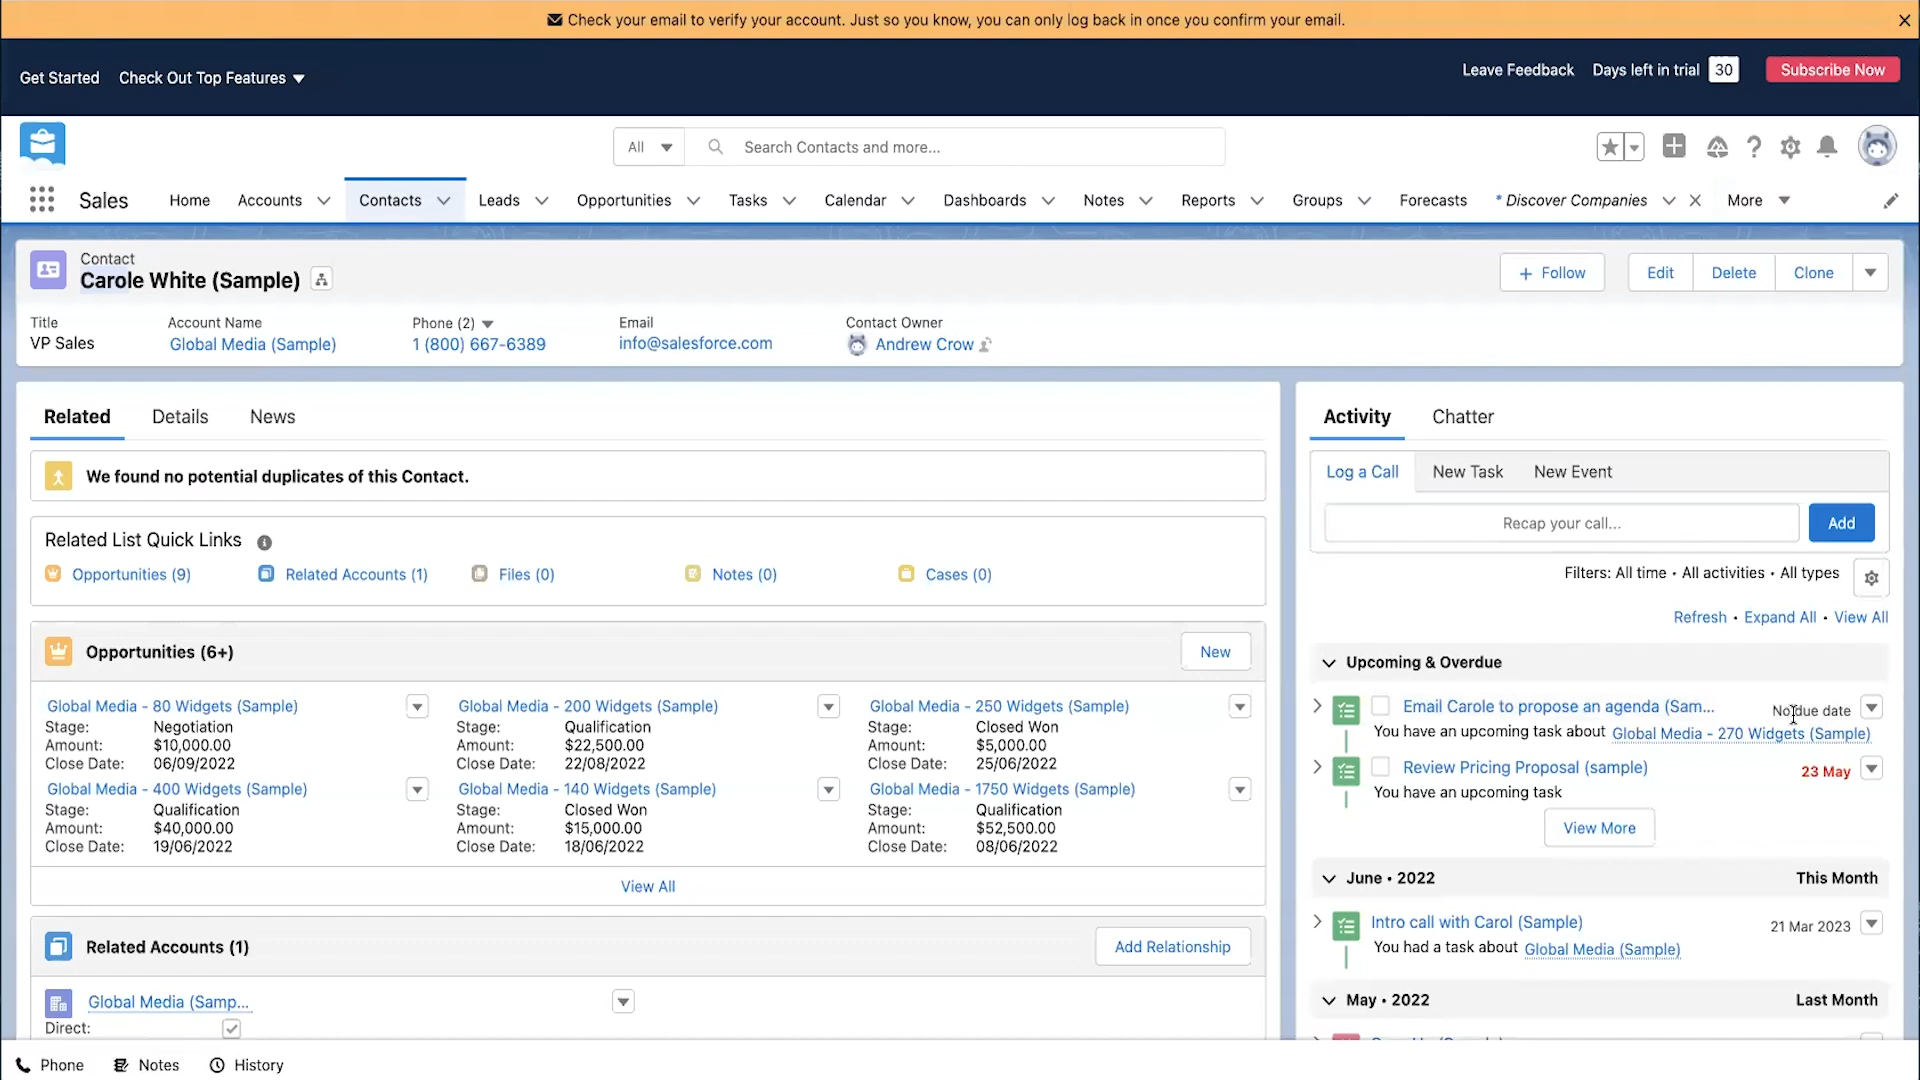 Check your email to verify your account. Just so you know, you can only log back in once you confirm your email.
Get Started Check Out Top Features Leave Feedback Days left in trial 30 Subscribe Now
All Search Contacts and more...
Sales Home Accounts Contacts Leads Opportunities Tasks Calendar Dashboards Notes Reports Groups Forecasts * Discover Companies More
Contact
Carole White (Sample)
Follow Edit Delete Clone
Title Account Name Phone (2) Email Contact Owner
VP Sales Global Media (Sample) 1 (800) 667-6389 info@salesforce.com Andrew Crow
Related Details News
We found no potential duplicates of this Contact.
Related List Quick Links
Opportunities (9) Related Accounts (1) Files (0) Notes (0) Cases (0)
Opportunities (6+) New
Global Media - 80 Widgets (Sample) Global Media - 200 Widgets (Sample) Global Media - 250 Widgets (Sample)
Stage: Negotiation Stage: Qualification Stage: Closed Won
Amount: $10,000.00 Amount: $22,500.00 Amount: $5,000.00
Close Date: 06/09/2022 Close Date: 22/08/2022 Close Date: 25/06/2022
Global Media - 400 Widgets (Sample) Global Media - 140 Widgets (Sample) Global Media - 1750 Widgets (Sample)
Stage: Qualification Stage: Closed Won Stage: Qualification
Amount: $40,000.00 Amount: $15,000.00 Amount: $52,500.00
Close Date: 19/06/2022 Close Date: 18/06/2022 Close Date: 08/06/2022
View All
Related Accounts (1) Add Relationship
Global Media (Samp...
Direct:
Activity Chatter
Log a Call New Task New Event
Recap your call... Add
Filters: All time • All activities • All types
Refresh • Expand All • View All
Upcoming & Overdue
Email Carole to propose an agenda (Sam... No due date
You have an upcoming task about Global Media - 270 Widgets (Sample)
Review Pricing Proposal (sample) 23 May
You have an upcoming task
View More
June • 2022 This Month
Intro call with Carol (Sample) 21 Mar 2023
You had a task about Global Media (Sample)
May • 2022 Last Month
Phone Notes History